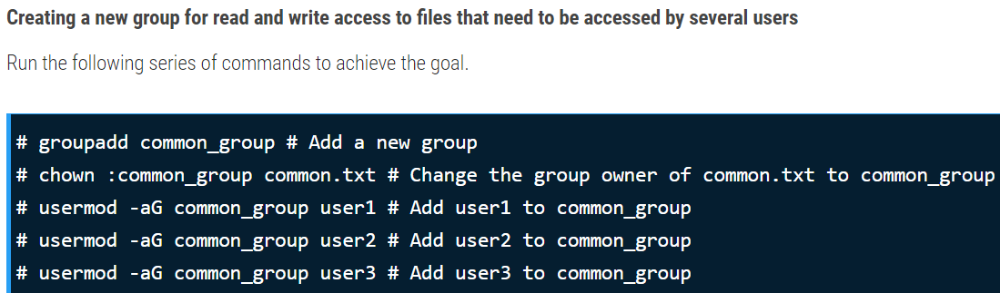 Creating a new group for read and write access to files that need to be accessed by several users
Run the following series of commands to achieve the goal.
# groupadd common_group # Add a new group
# chown :common_group common.txt # Change the group owner of common.txt to common_group
# usermod -aG common_group user1 # Add user1 to common_group
# usermod -aG common_group user2 # Add user2 to common_group
# usermod -aG common_group user3 # Add user3 to common_group